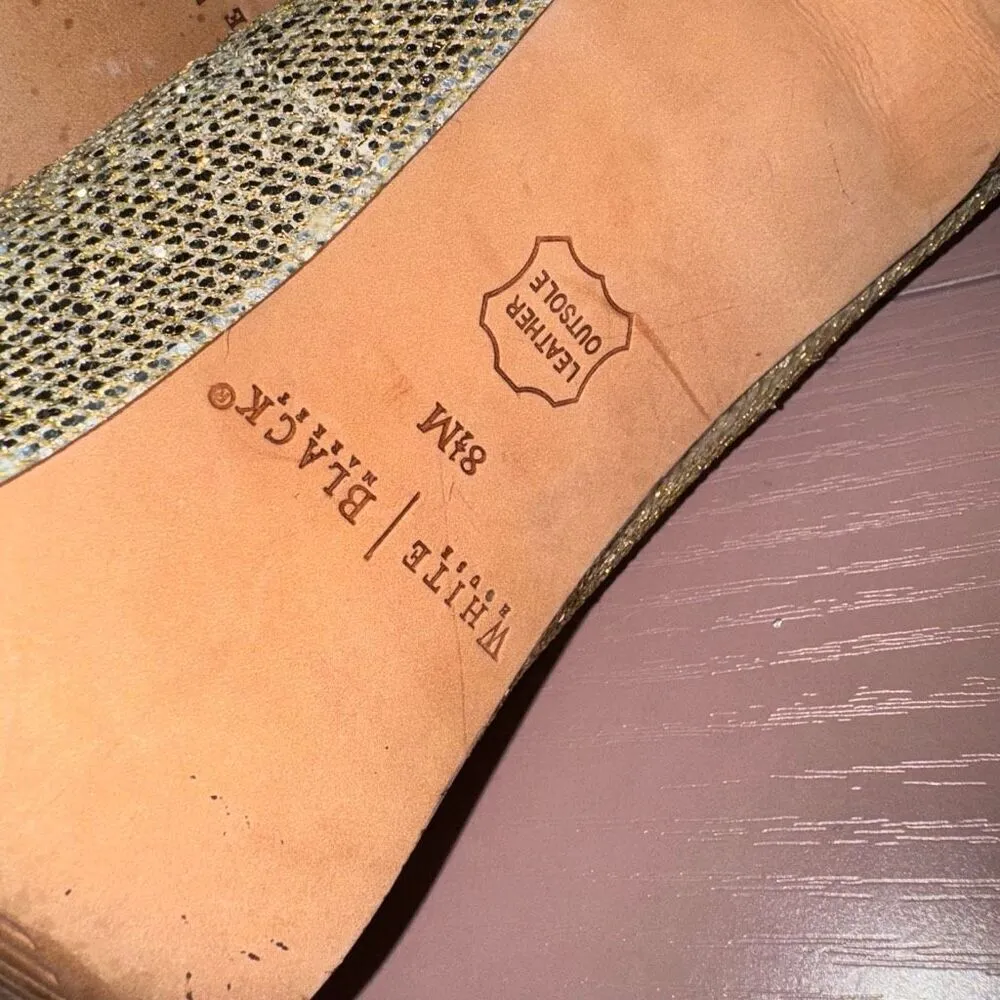 WHITE | BLACK®
HOUSE MARKET
8½M
LEATHER
OUTSOLE